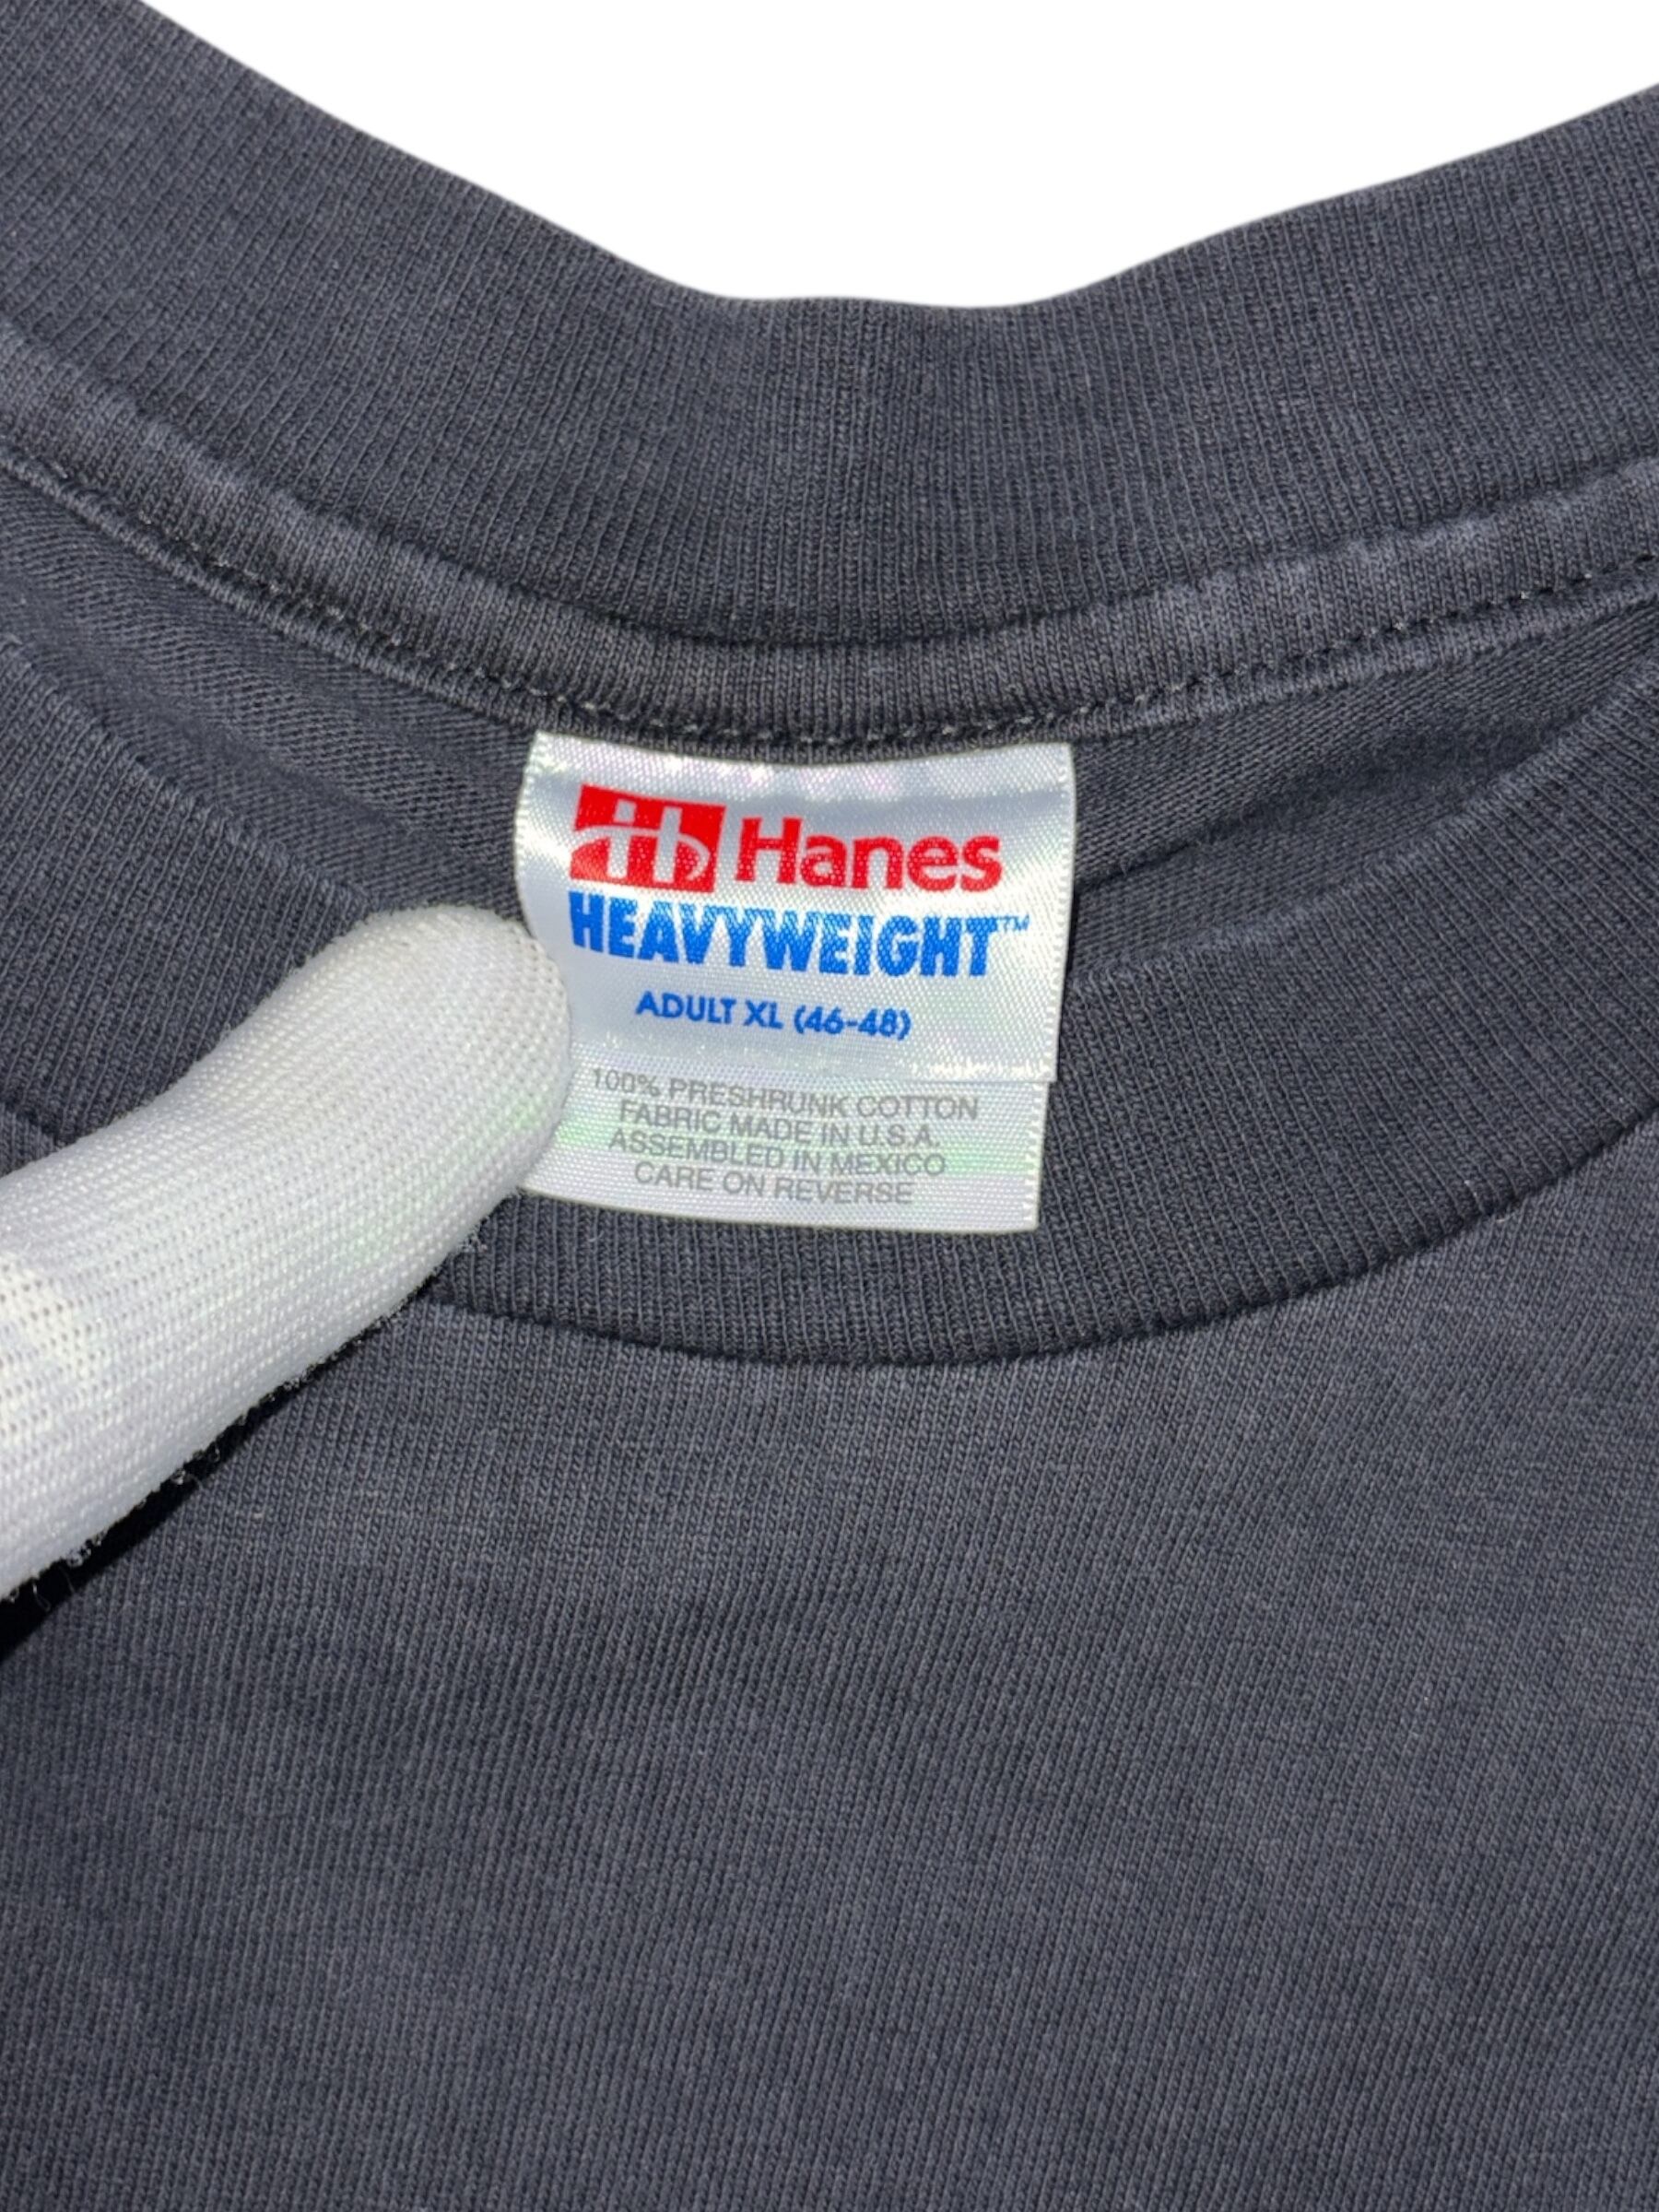 Hanes
HEAVYWEIGHT™
ADULT XL (46-48)
100% PRESHRUNK COTTON
FABRIC MADE IN U.S.A.
ASSEMBLED IN MEXICO
CARE ON REVERSE